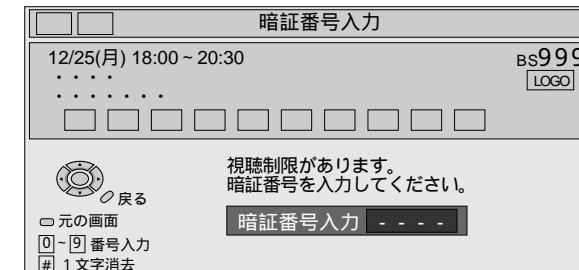 暗証番号入力
12/25(月) 18:00 ~ 20:30
BS999
LOGO
・・・・
・・・・・・・
視聴制限があります。
暗証番号を入力してください。
戻る
暗証番号入力 - - - -
元の画面
0 ~ 9 番号入力
# 1文字消去